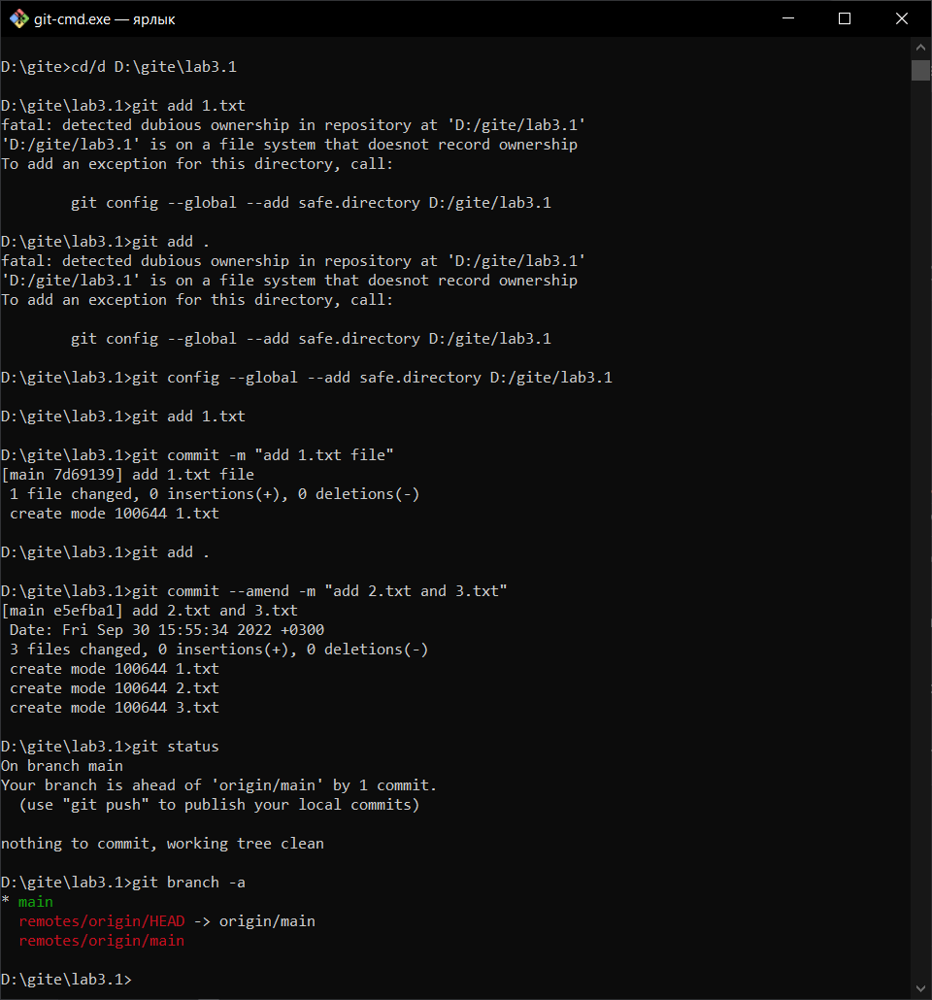 git-cmd.exe — ярлык
D:\gite>cd/d D:\gite\lab3.1
D:\gite\lab3.1>git add 1.txt
fatal: detected dubious ownership in repository at 'D:/gite/lab3.1'
'D:/gite/lab3.1' is on a file system that doesnot record ownership
To add an exception for this directory, call:
git config --global --add safe.directory D:/gite/lab3.1
D:\gite\lab3.1>git add .
fatal: detected dubious ownership in repository at 'D:/gite/lab3.1'
'D:/gite/lab3.1' is on a file system that doesnot record ownership
To add an exception for this directory, call:
git config --global --add safe.directory D:/gite/lab3.1
D:\gite\lab3.1>git config --global --add safe.directory D:/gite/lab3.1
D:\gite\lab3.1>git add 1.txt
D:\gite\lab3.1>git commit -m "add 1.txt file"
[main 7d69139] add 1.txt file
1 file changed, 0 insertions(+), 0 deletions(-)
create mode 100644 1.txt
D:\gite\lab3.1>git add .
D:\gite\lab3.1>git commit --amend -m "add 2.txt and 3.txt"
[main e5efba1] add 2.txt and 3.txt
Date: Fri Sep 30 15:55:34 2022 +0300
3 files changed, 0 insertions(+), 0 deletions(-)
create mode 100644 1.txt
create mode 100644 2.txt
create mode 100644 3.txt
D:\gite\lab3.1>git status
On branch main
Your branch is ahead of 'origin/main' by 1 commit.
(use "git push" to publish your local commits)
nothing to commit, working tree clean
D:\gite\lab3.1>git branch -a
* main
remotes/origin/HEAD -> origin/main
remotes/origin/main
D:\gite\lab3.1>